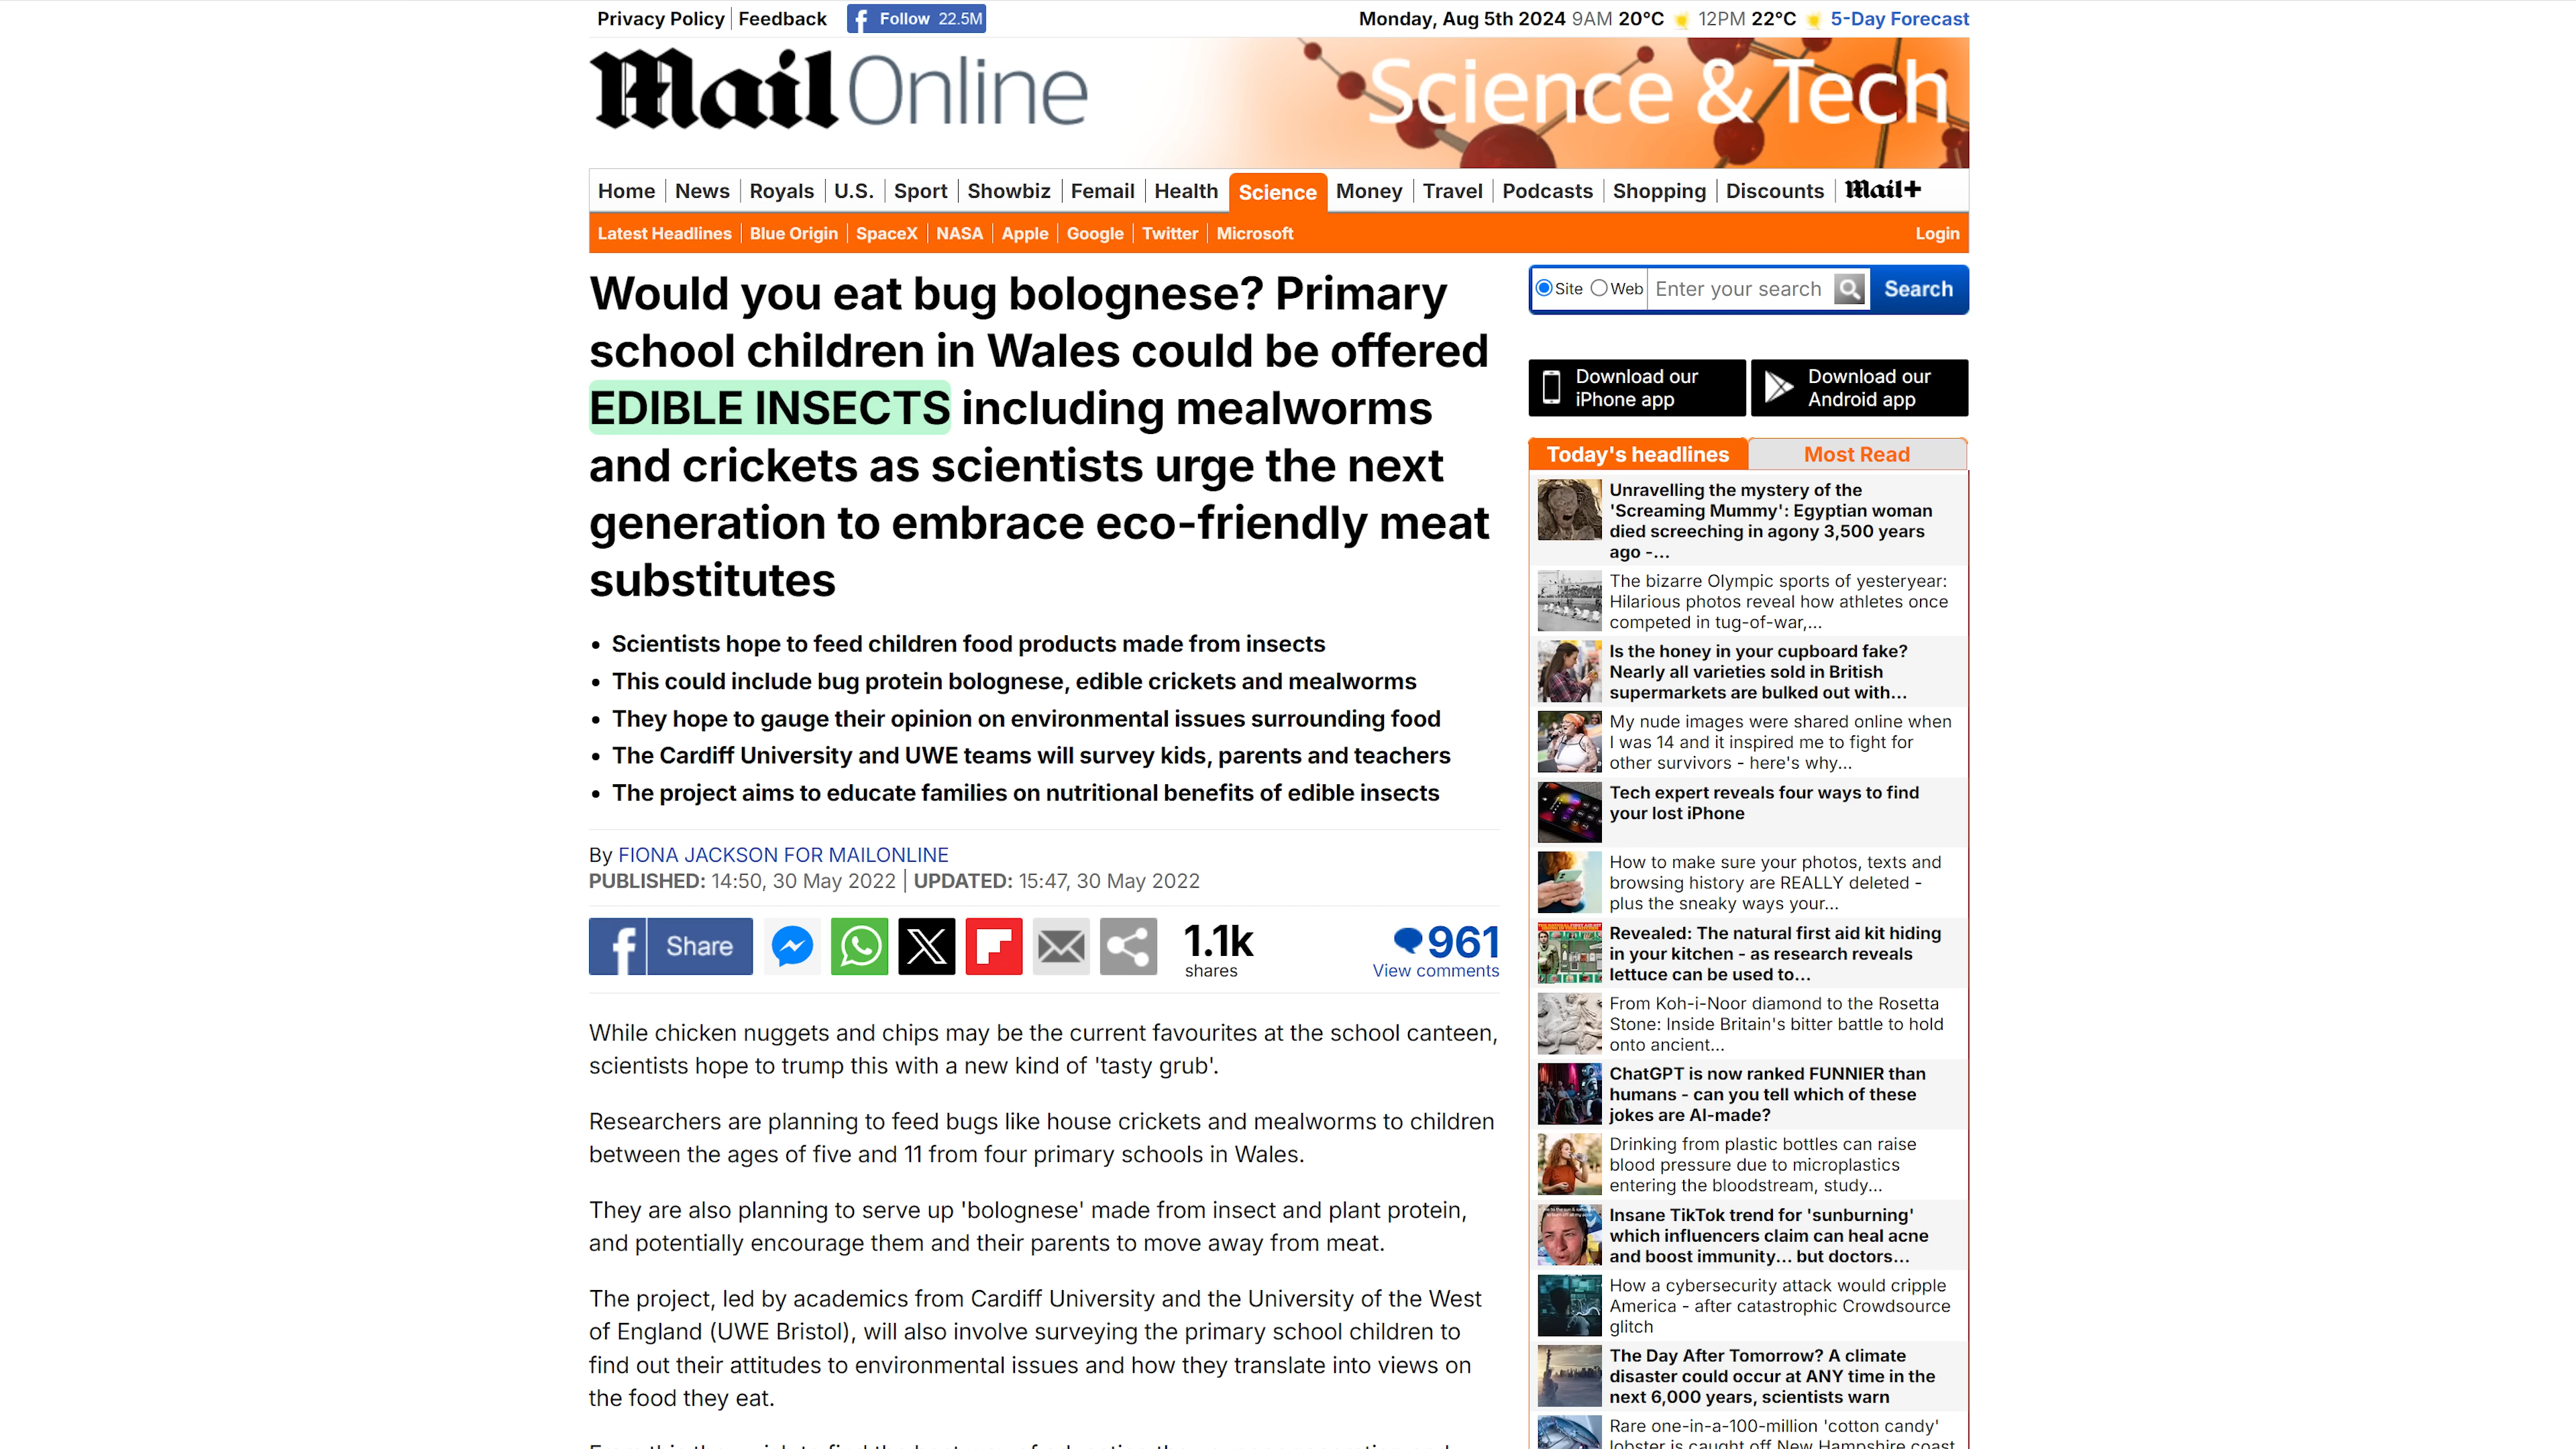 Privacy Policy Feedback Follow 22.5M
Monday, Aug 5th 2024 9AM 20°C 12PM 22°C 5-Day Forecast
Mail Online
Science & Tech
Home News Royals U.S. Sport Showbiz Femail Health Science Money Travel Podcasts Shopping Discounts Mail+
Latest Headlines Blue Origin SpaceX NASA Apple Google Twitter Microsoft Login
Would you eat bug bolognese? Primary
school children in Wales could be offered
EDIBLE INSECTS including mealworms
and crickets as scientists urge the next
generation to embrace eco-friendly meat
substitutes
• Scientists hope to feed children food products made from insects
• This could include bug protein bolognese, edible crickets and mealworms
• They hope to gauge their opinion on environmental issues surrounding food
• The Cardiff University and UWE teams will survey kids, parents and teachers
• The project aims to educate families on nutritional benefits of edible insects
By FIONA JACKSON FOR MAILONLINE
PUBLISHED: 14:50, 30 May 2022 | UPDATED: 15:47, 30 May 2022
Share
1.1k
shares
961
View comments
While chicken nuggets and chips may be the current favourites at the school canteen,
scientists hope to trump this with a new kind of 'tasty grub'.
Researchers are planning to feed bugs like house crickets and mealworms to children
between the ages of five and 11 from four primary schools in Wales.
They are also planning to serve up 'bolognese' made from insect and plant protein,
and potentially encourage them and their parents to move away from meat.
The project, led by academics from Cardiff University and the University of the West
of England (UWE Bristol), will also involve surveying the primary school children to
find out their attitudes to environmental issues and how they translate into views on
the food they eat.
Site Web Enter your search Search
Download our
iPhone app
Download our
Android app
Today's headlines Most Read
Unravelling the mystery of the
'Screaming Mummy': Egyptian woman
died screeching in agony 3,500 years
ago -...
The bizarre Olympic sports of yesteryear:
Hilarious photos reveal how athletes once
competed in tug-of-war,...
Is the honey in your cupboard fake?
Nearly all varieties sold in British
supermarkets are bulked out with...
My nude images were shared online when
I was 14 and it inspired me to fight for
other survivors - here's why...
Tech expert reveals four ways to find
your lost iPhone
How to make sure your photos, texts and
browsing history are REALLY deleted -
plus the sneaky ways your...
Revealed: The natural first aid kit hiding
in your kitchen - as research reveals
lettuce can be used to...
From Koh-i-Noor diamond to the Rosetta
Stone: Inside Britain's bitter battle to hold
onto ancient...
ChatGPT is now ranked FUNNIER than
humans - can you tell which of these
jokes are AI-made?
Drinking from plastic bottles can raise
blood pressure due to microplastics
entering the bloodstream, study...
Insane TikTok trend for 'sunburning'
which influencers claim can heal acne
and boost immunity... but doctors...
How a cybersecurity attack would cripple
America - after catastrophic Crowdsource
glitch
The Day After Tomorrow? A climate
disaster could occur at ANY time in the
next 6,000 years, scientists warn
Rare one-in-a-100-million 'cotton candy'
lobster is caught off New Hampshire coast